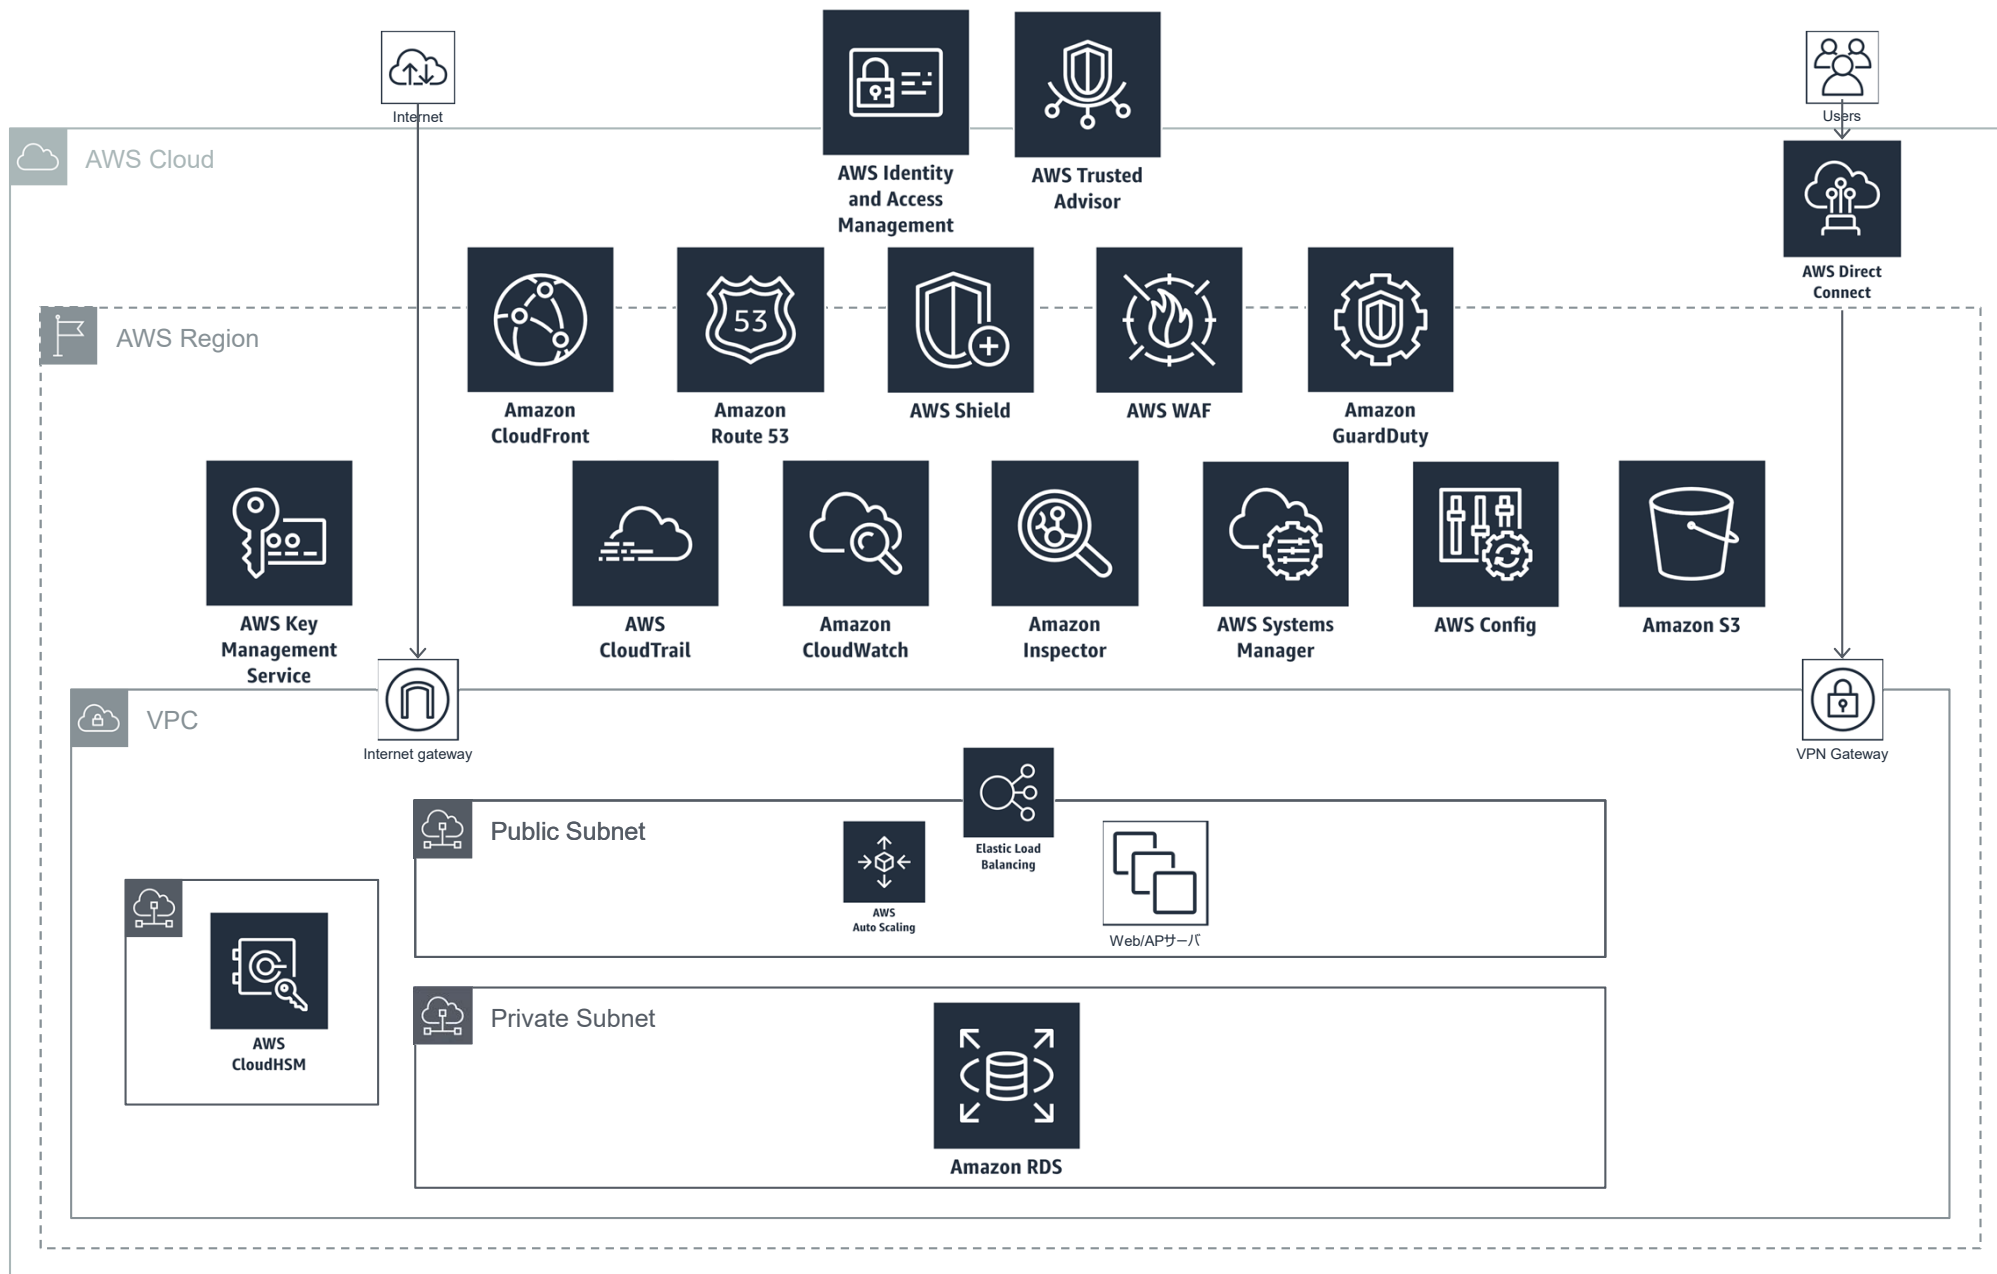 Internet
Users
AWS Cloud
AWS Identity
and Access
Management
AWS Trusted
Advisor
AWS Direct
Connect
AWS Region
53
Amazon
CloudFront
Amazon
Route 53
AWS Shield
AWS WAF
Amazon
GuardDuty
AWS Key
Management
Service
AWS
CloudTrail
Amazon
CloudWatch
Amazon
Inspector
AWS Systems
Manager
AWS Config
Amazon S3
VPC
Internet gateway
VPN Gateway
Public Subnet
Elastic Load
Balancing
AWS
Auto Scaling
Web/APサーバ
AWS
CloudHSM
Private Subnet
Amazon RDS